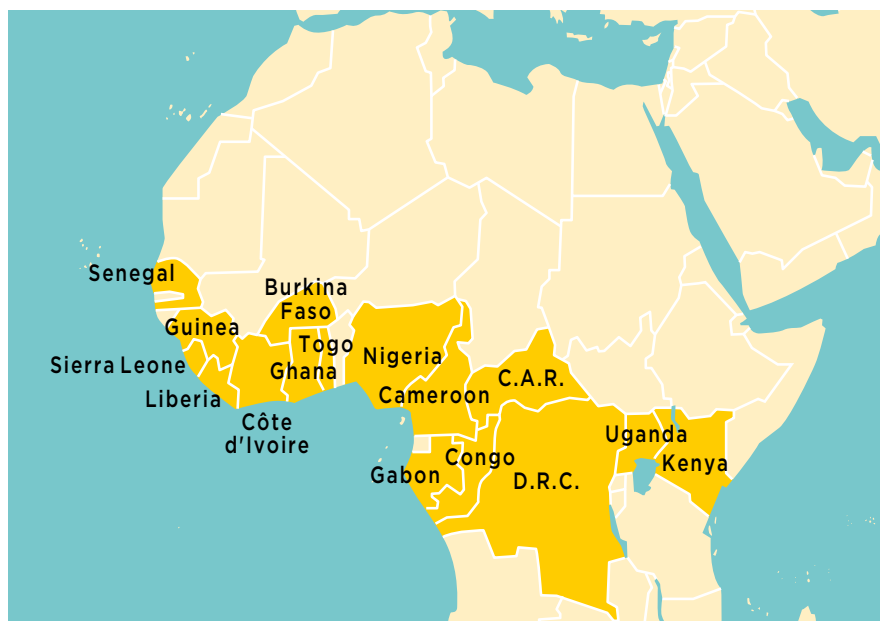 Senegal
Burkina
Faso
Guinea
Togo
Nigeria
Sierra Leone
Ghana
C.A.R.
Liberia
Cameroon
Côte
d'Ivoire
Uganda
Gabon
Congo
Kenya
D.R.C.